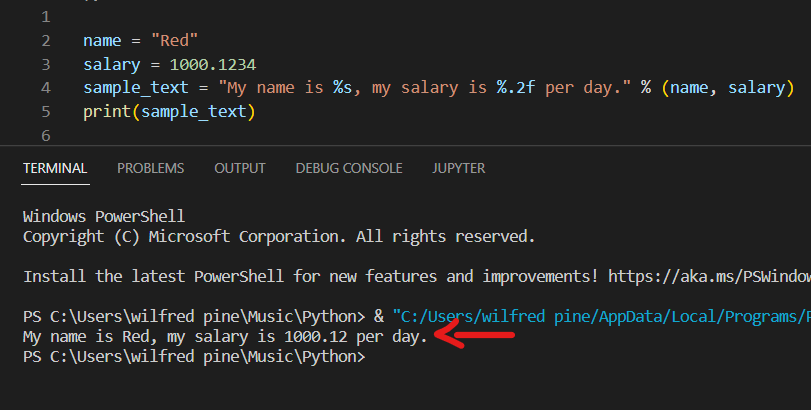 1
2 name = "Red"
3 salary = 1000.1234
4 sample_text = "My name is %s, my salary is %.2f per day." % (name, salary)
5 print(sample_text)
6
TERMINAL PROBLEMS OUTPUT DEBUG CONSOLE JUPYTER
Windows PowerShell
Copyright (C) Microsoft Corporation. All rights reserved.
Install the latest PowerShell for new features and improvements! https://aka.ms/PSWindow
PS C:\Users\wilfred pine\Music\Python> & "C:/Users/wilfred pine/AppData/Local/Programs/P
My name is Red, my salary is 1000.12 per day.
PS C:\Users\wilfred pine\Music\Python>